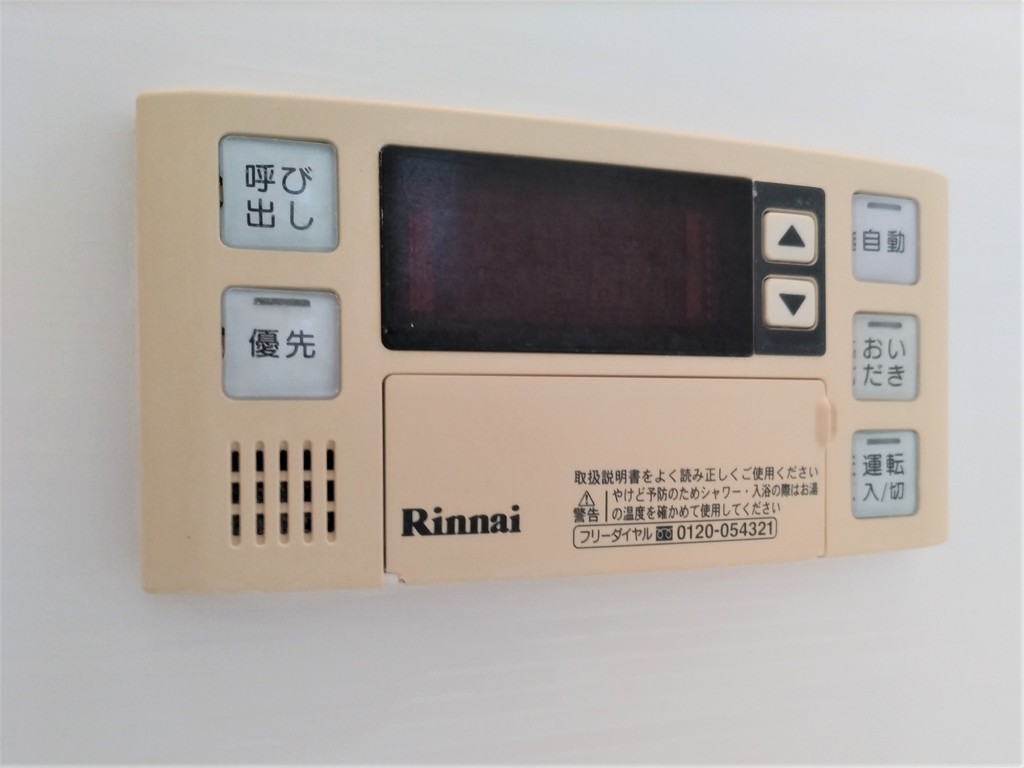 呼び
出し
優先
▲
▼
自動
おい
だき
運転
入/切
Rinnai
取扱説明書をよく読み正しくご使用ください
警告
やけど予防のためシャワー・入浴の際はお湯
の温度を確かめて使用してください
フリーダイヤル 0120-054321